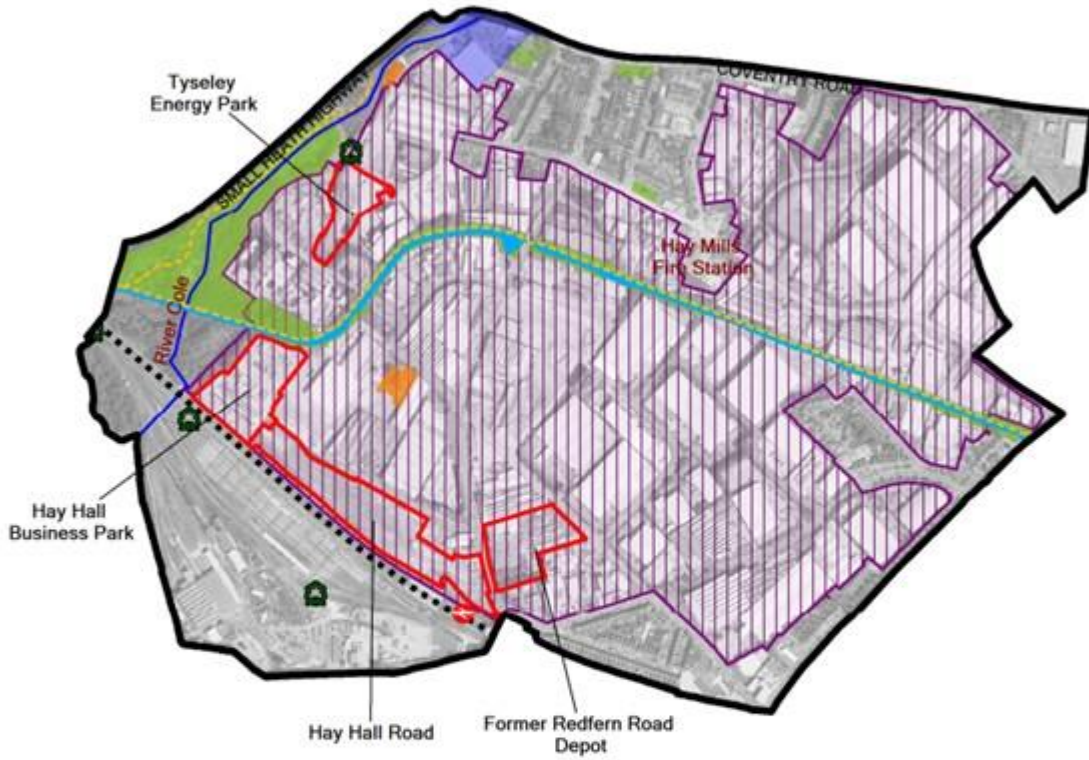 COVENTRY ROAD
Tyseley
Energy Park
SMALL HEATH HIGHWAY
Hay Mills
Fire Station
River Cole
Hay Hall
Business Park
Hay Hall Road
Former Redfern Road
Depot